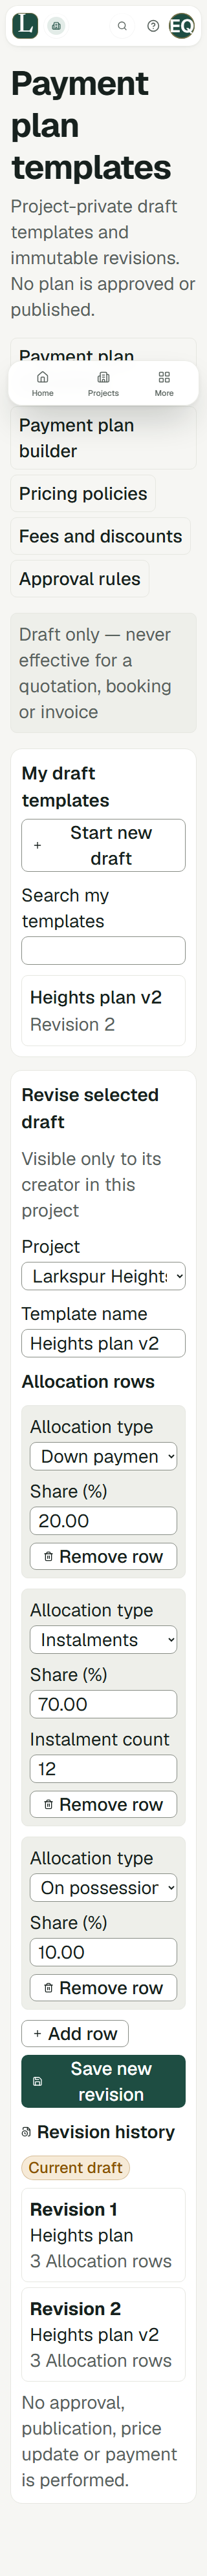 L
EQ
Payment
plan
templates
Project-private draft
templates and
immutable revisions.
No plan is approved or
published.
Payment plan
Home
Projects
More
Payment plan
builder
Pricing policies
Fees and discounts
Approval rules
Draft only — never
effective for a
quotation, booking
or invoice
My draft
templates
Start new
draft
Search my
templates
Heights plan v2
Revision 2
Revise selected
draft
Visible only to its
creator in this
project
Project
Larkspur Heights
Template name
Heights plan v2
Allocation rows
Allocation type
Down paymen
Share (%)
20.00
Remove row
Allocation type
Instalments
Share (%)
70.00
Instalment count
12
Remove row
Allocation type
On possession
Share (%)
10.00
Remove row
Add row
Save new
revision
Revision history
Current draft
Revision 1
Heights plan
3 Allocation rows
Revision 2
Heights plan v2
3 Allocation rows
No approval,
publication, price
update or payment
is performed.